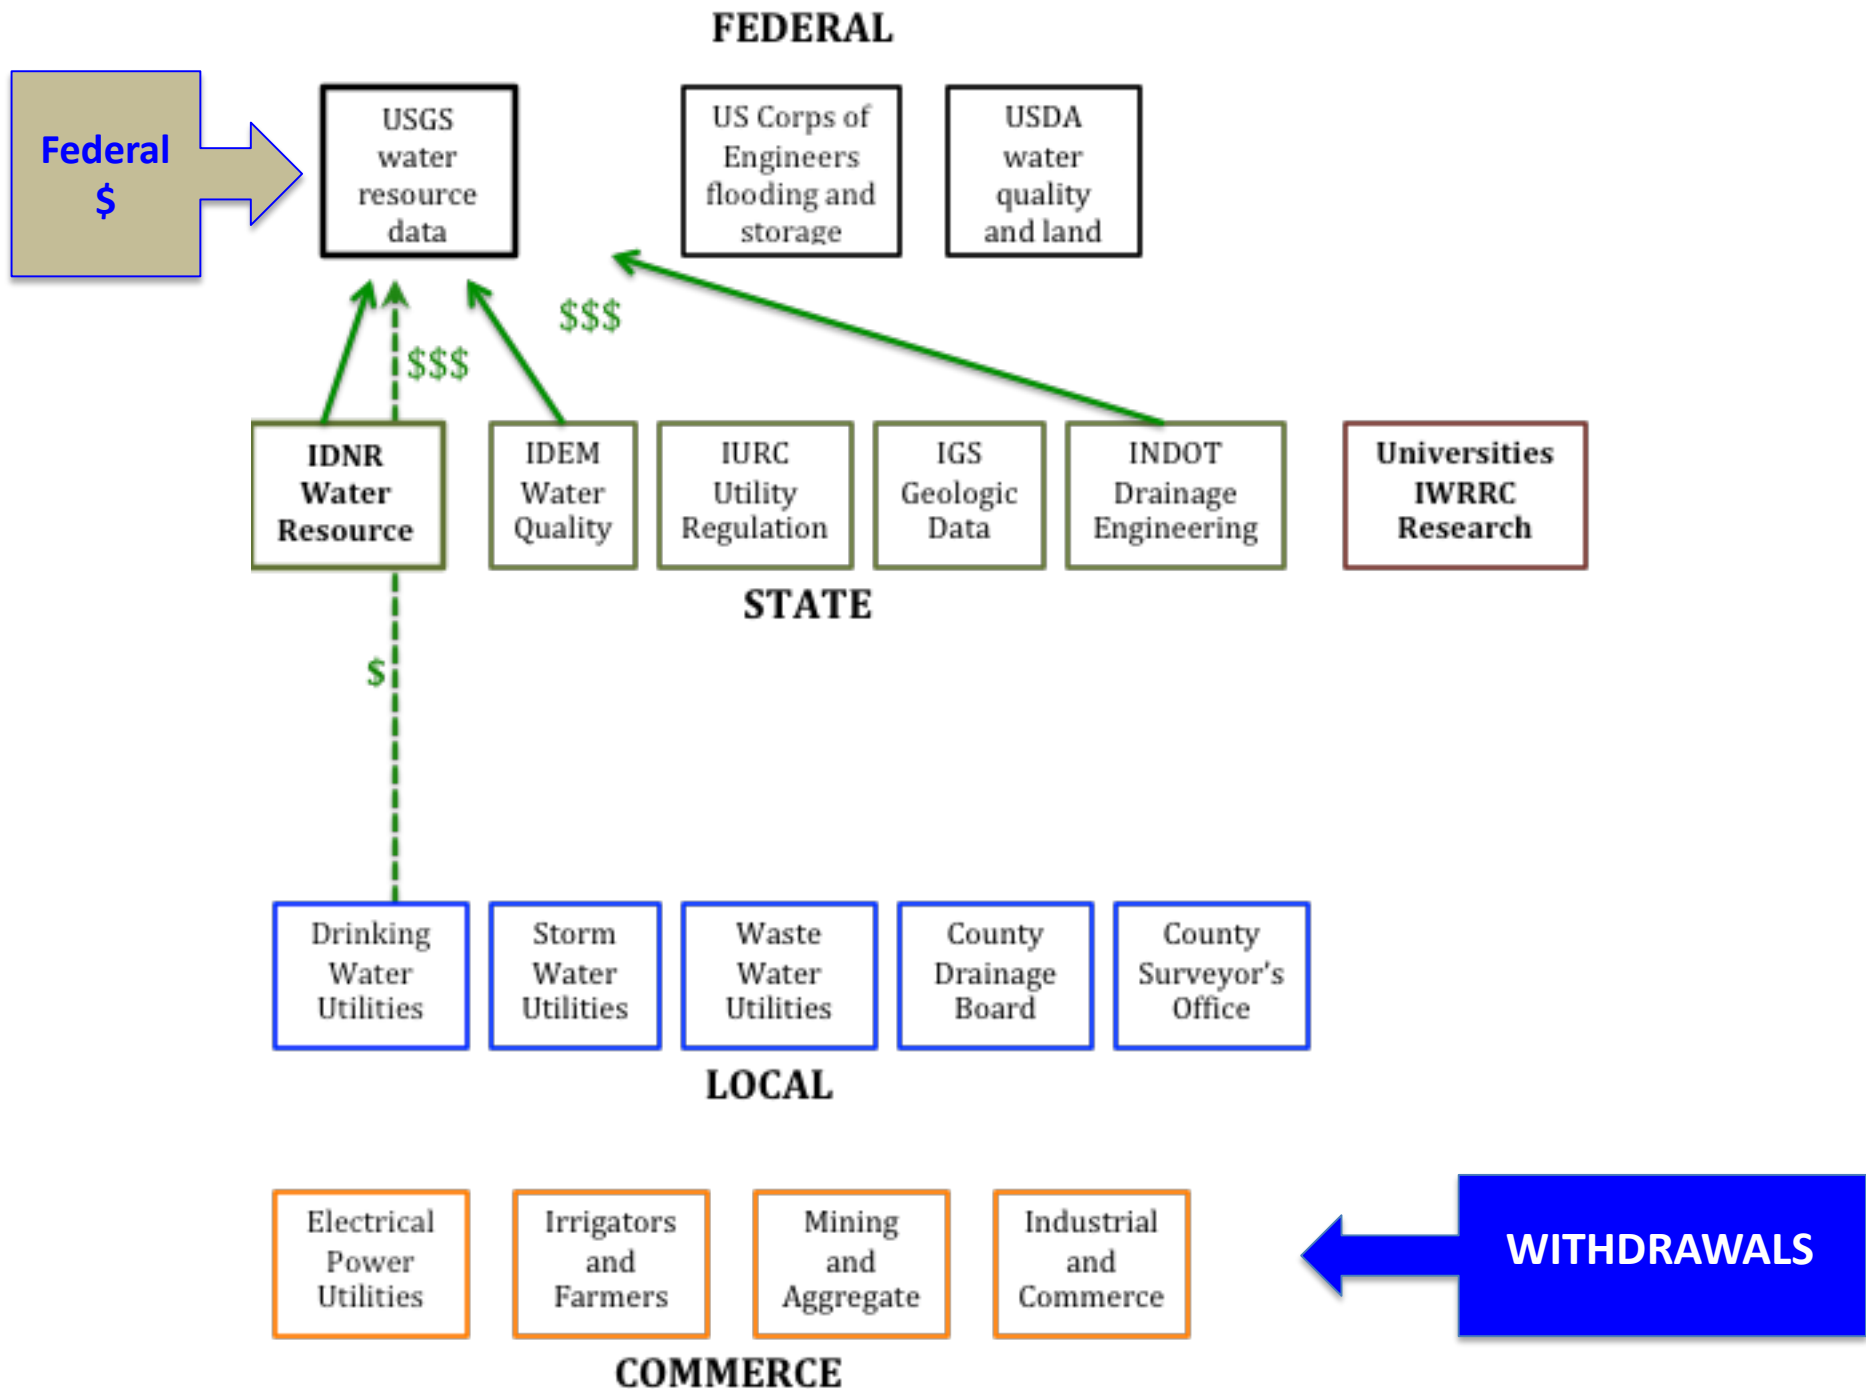 FEDERAL
Federal
$
USGS
water
resource
data
US Corps of
Engineers
flooding and
storage
USDA
water
quality
and land
$$$
$$$
IDNR
Water
Resource
IDEM
Water
Quality
IURC
Utility
Regulation
IGS
Geologic
Data
INDOT
Drainage
Engineering
Universities
IWRRC
Research
STATE
$
Drinking
Water
Utilities
Storm
Water
Utilities
Waste
Water
Utilities
County
Drainage
Board
County
Surveyor's
Office
LOCAL
Electrical
Power
Utilities
Irrigators
and
Farmers
Mining
and
Aggregate
Industrial
and
Commerce
WITHDRAWALS
COMMERCE